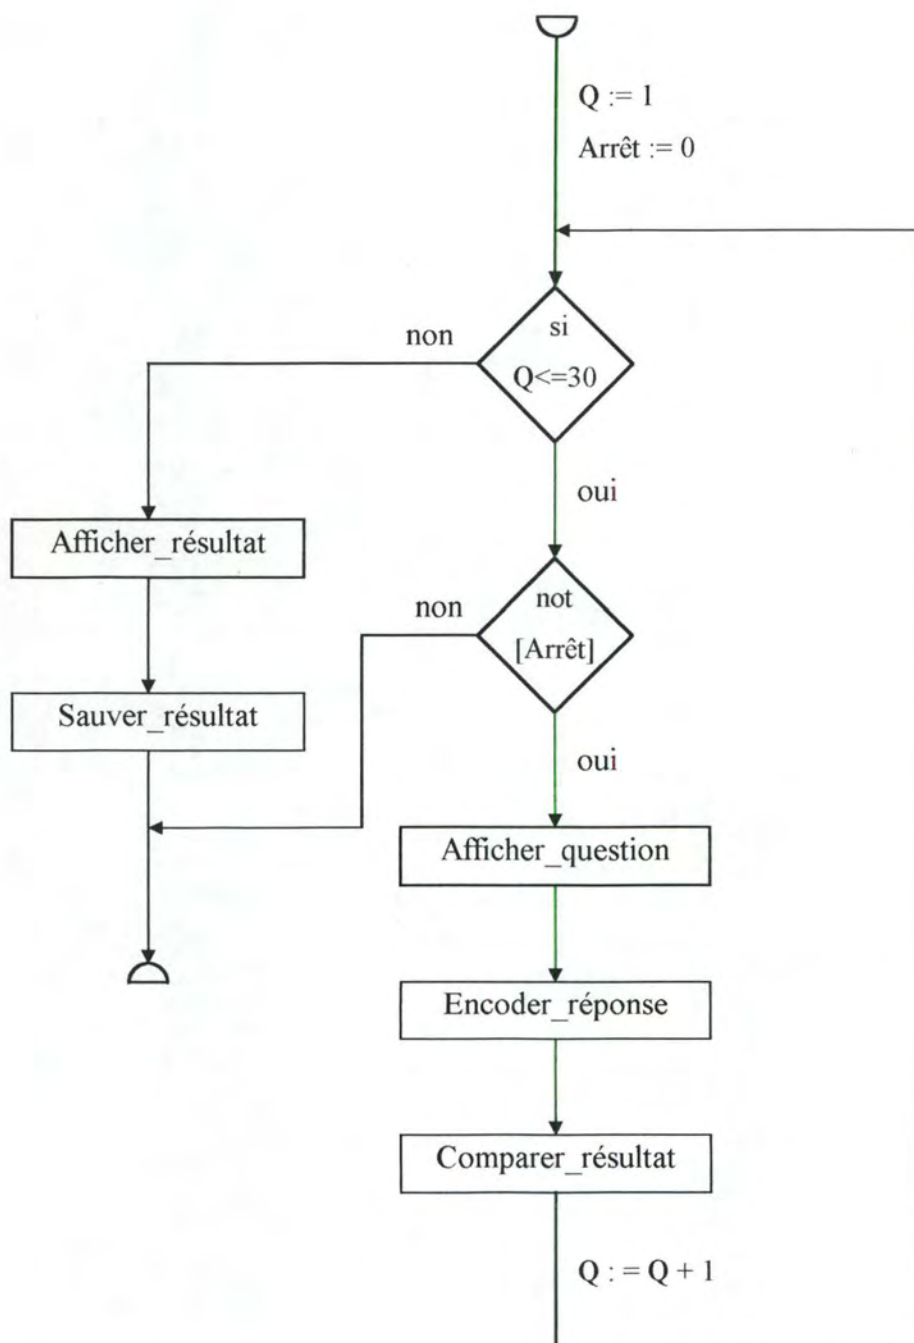 Q := 1
Arrêt := 0
si
Q<=30
non
oui
Afficher_résultat
not
[Arrêt]
non
Sauver_résultat
oui
Afficher_question
Encoder_réponse
Comparer_résultat
Q : = Q + 1